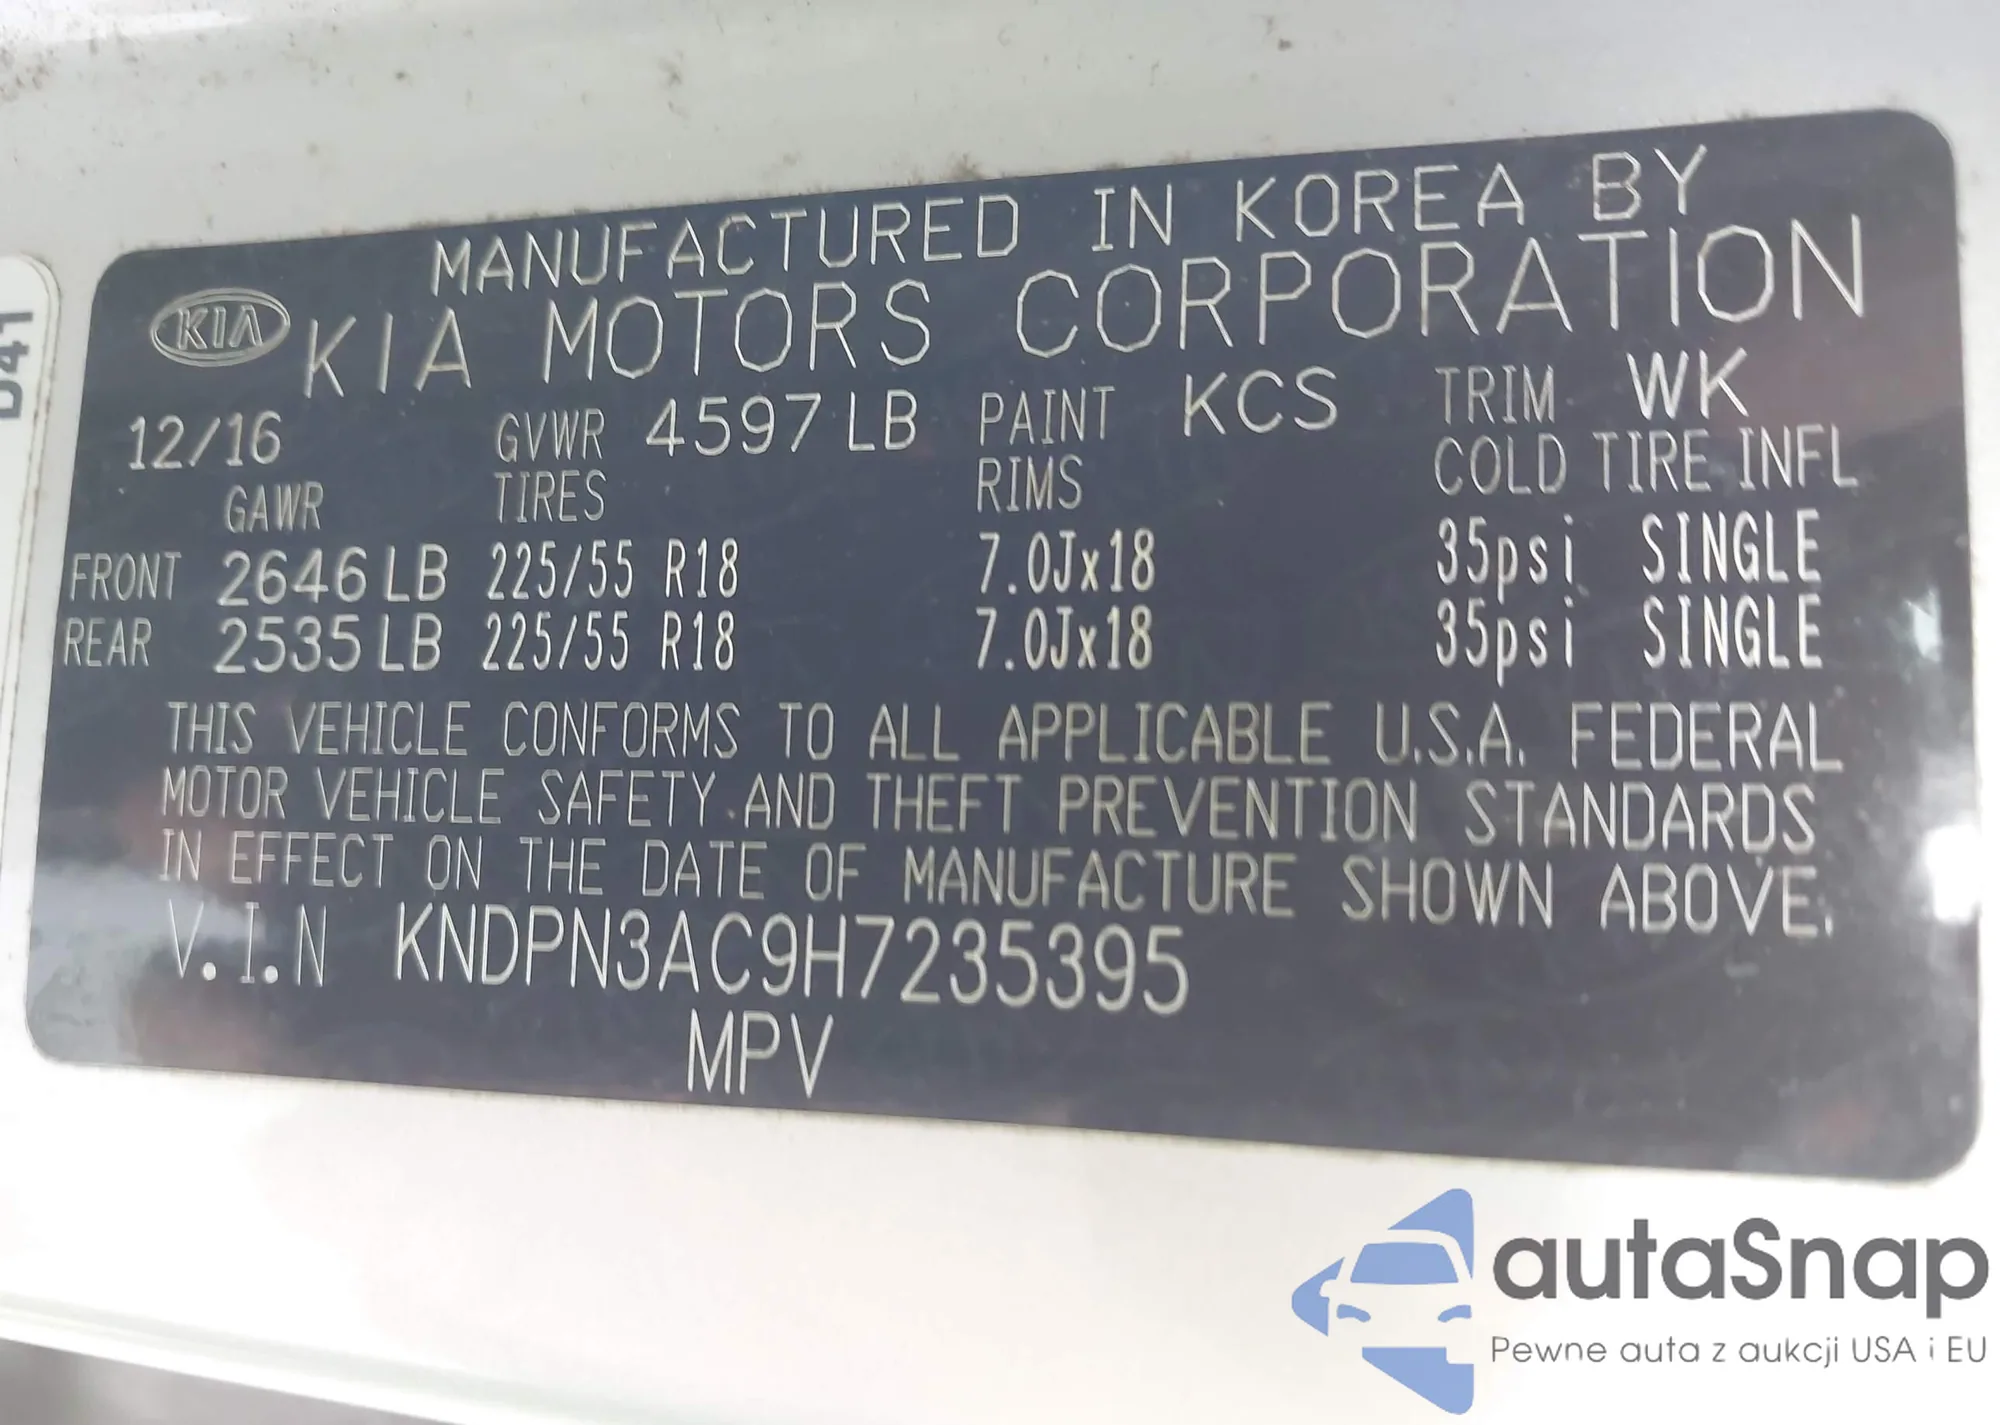 MANUFACTURED IN KOREA BY
KIA KIA MOTORS CORPORATION
12/16 GVWR 4597 LB PAINT KCS TRIM WK
GAWR TIRES RIMS COLD TIRE INFL
FRONT 2646 LB 225/55 R18 7.0Jx18 35psi SINGLE
REAR 2535 LB 225/55 R18 7.0Jx18 35psi SINGLE
THIS VEHICLE CONFORMS TO ALL APPLICABLE U.S.A. FEDERAL
MOTOR VEHICLE SAFETY AND THEFT PREVENTION STANDARDS
IN EFFECT ON THE DATE OF MANUFACTURE SHOWN ABOVE.
V.I.N KNDPN3AC9H7235395
MPV
autaSnap
Pewne auta z aukcji USA i EU